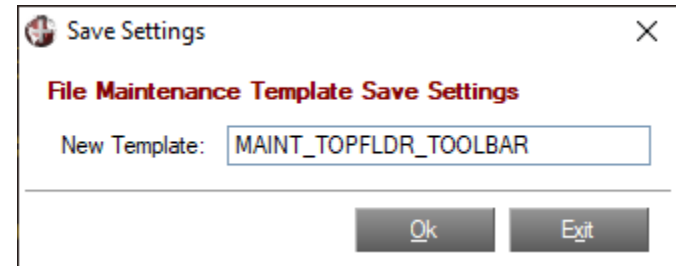 Save Settings
File Maintenance Template Save Settings
New Template: MAINT_TOPFLDR_TOOLBAR
Ok Exit